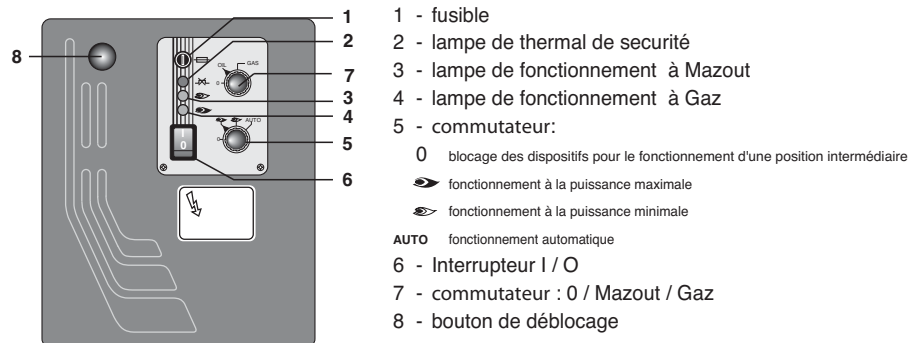 1
2
OIL GAS
8
0
7
3
4
AUTO
I
0
0
5
6
1 - fusible
2 - lampe de thermal de securité
3 - lampe de fonctionnement à Mazout
4 - lampe de fonctionnement à Gaz
5 - commutateur:
0 blocage des dispositifs pour le fonctionnement d'une position intermédiaire
fonctionnement à la puissance maximale
fonctionnement à la puissance minimale
AUTO fonctionnement automatique
6 - Interrupteur I / O
7 - commutateur : 0 / Mazout / Gaz
8 - bouton de déblocage